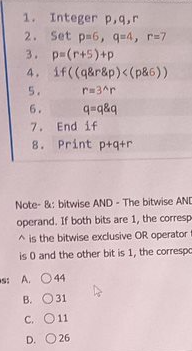 1. Integer p,q,r
2. Set p=6, q=4, r=7
3. p=(r+5)+p
4. if((q&r&p)<(p&6))
5. r=3^r
6. q=q&q
7. End if
8. Print p+q+r
Note- &: bitwise AND - The bitwise AND
operand. If both bits are 1, the corresp
^ is the bitwise exclusive OR operator
is 0 and the other bit is 1, the correspo
s: A. 44
B. 31
C. 11
D. 26